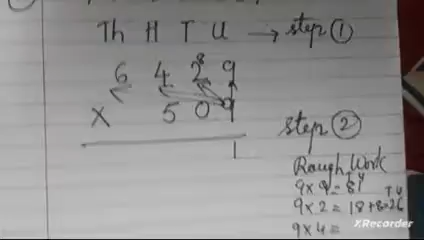 Th H T U → step ①
8
6 4 2 9
× 5 0 9
1
step ②
Rough Work
9 × 9 = 81
9 × 2 = 18 + 8 = 26
9 × 4 =
XRecorder